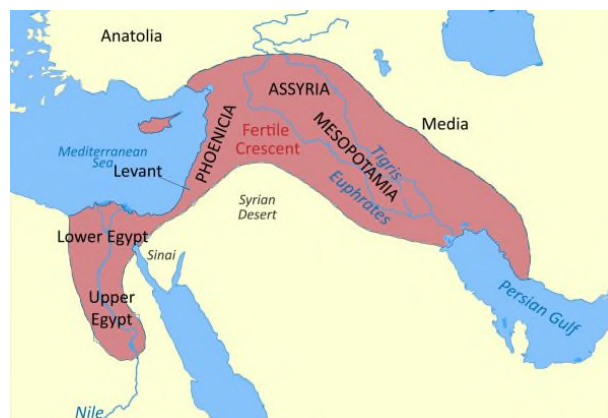 Anatolia
ASSYRIA
Media
Fertile
Crescent
PHOENICIA
MESOPOTAMIA
Tigris
Euphrates
Mediterranean
Sea
Levant
Syrian
Desert
Lower Egypt
Sinai
Upper
Egypt
Persian Gulf
Nile